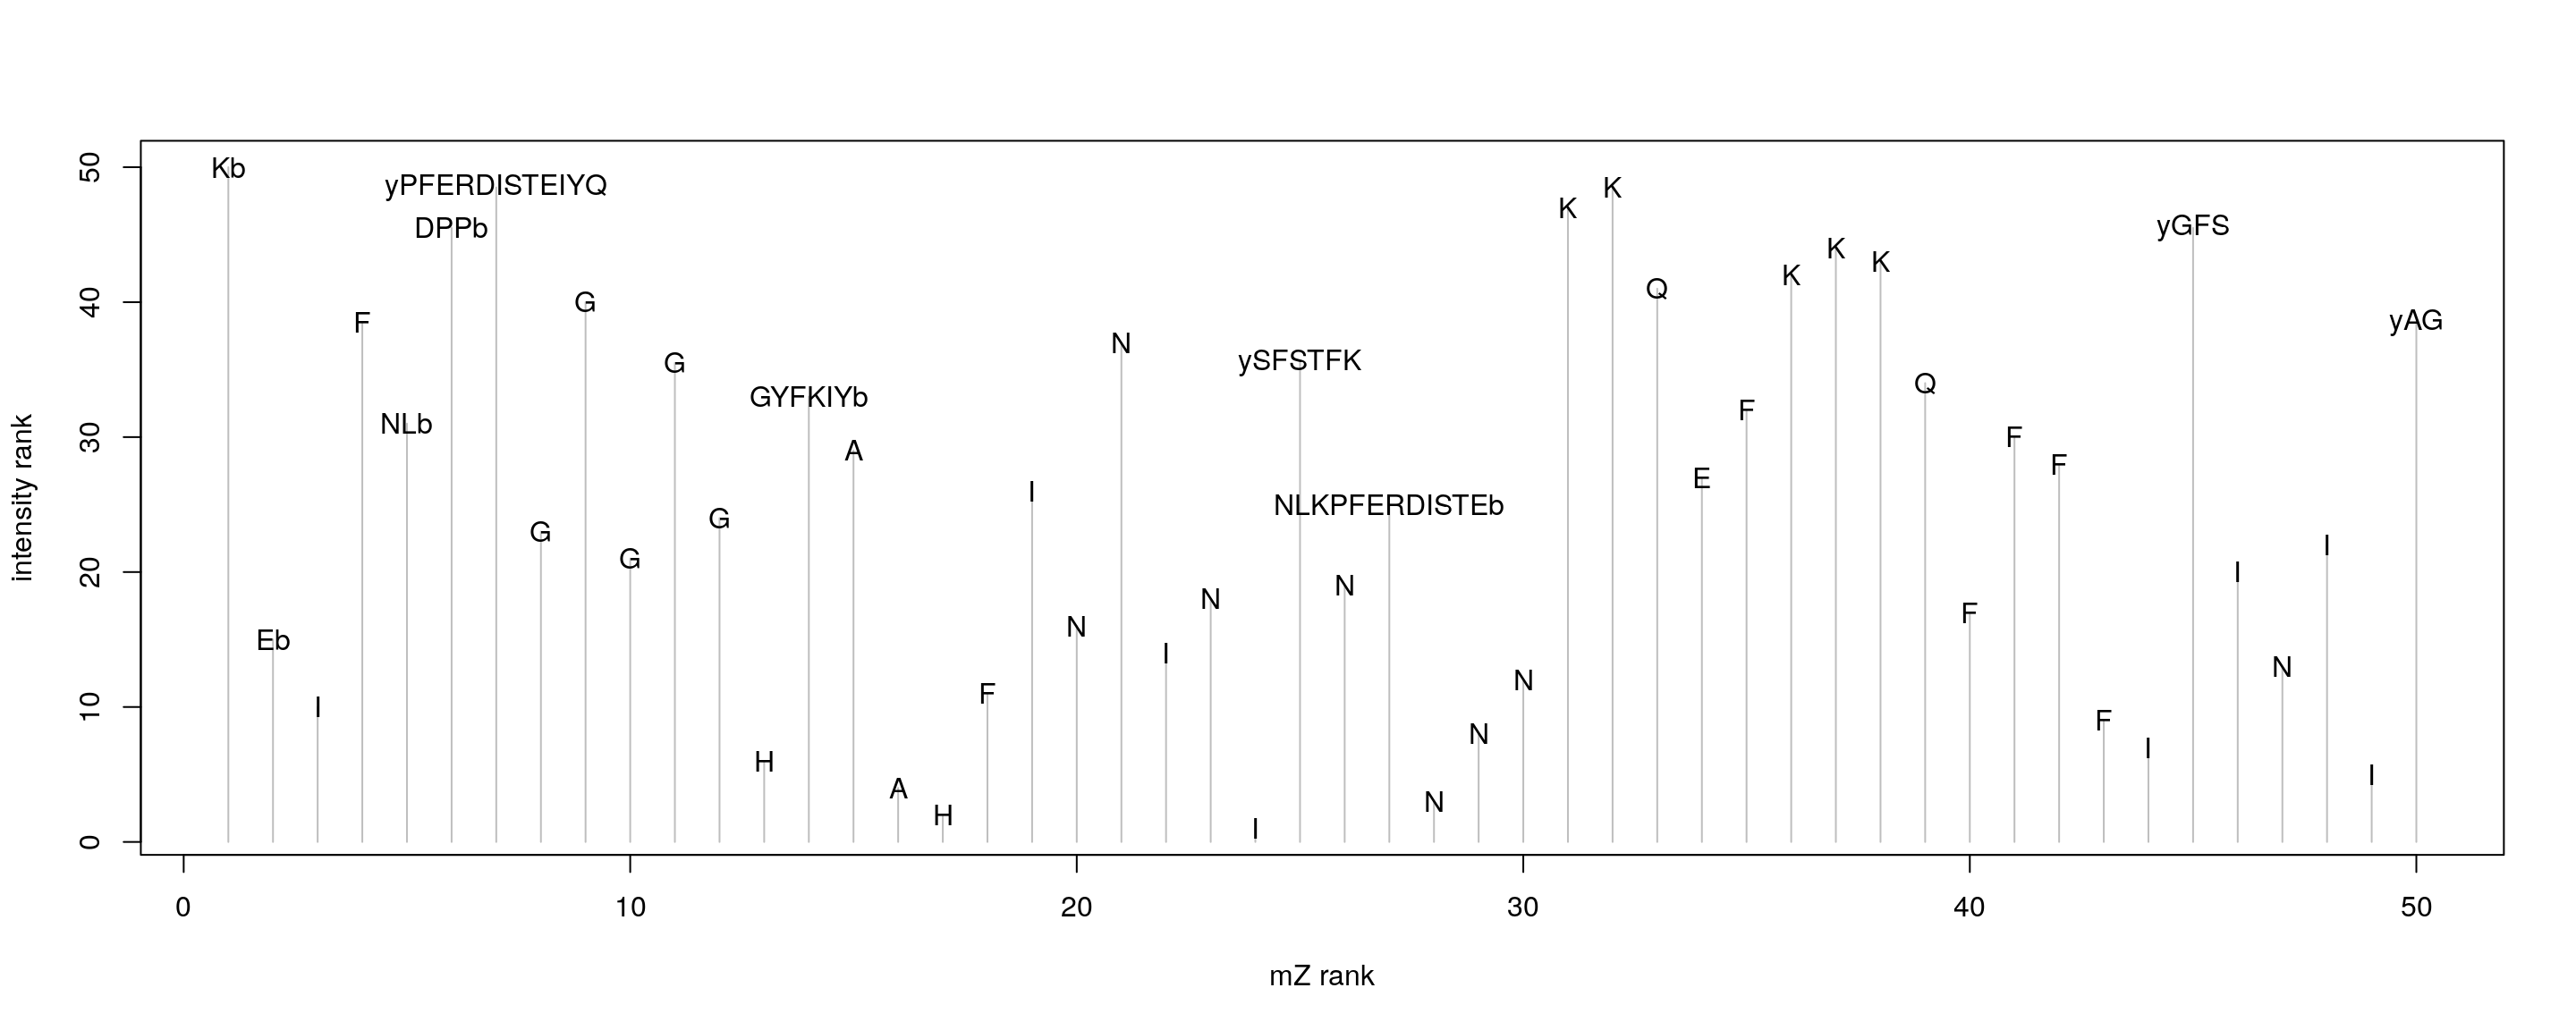 Kb
yPFERDISTEIYQ
DPPb
F
NLb
Eb
I
G
G
G
G
G
H
GYFKIYb
A
A
H
F
I
N
N
I
N
I
ySFSTFK
N
NLKPFERDISTEb
N
N
N
K
K
Q
E
F
K
K
K
Q
F
F
F
F
I
yGFS
I
N
I
I
yAG
intensity rank
0
10
20
30
40
50
0
10
20
30
40
50
mZ rank